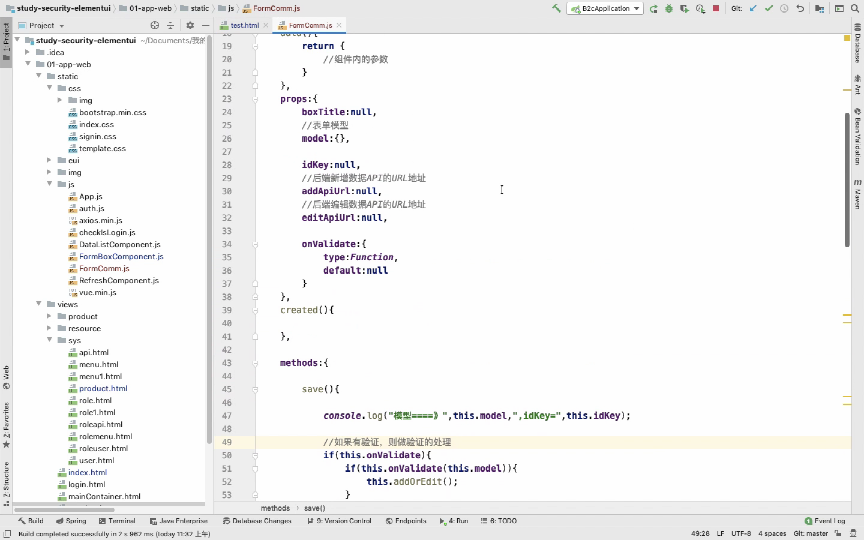 study-security-elementui
01-app-web
static
js
FormComm.js
B2cApplication
Git:
Project
test.html
FormComm.js
1: Project
study-security-elementui ~/Documents/我的
.idea
01-app-web
static
css
img
bootstrap.min.css
index.css
signin.css
template.css
eui
img
js
App.js
auth.js
axios.min.js
checkIsLogin.js
DataListComponent.js
FormBoxComponent.js
FormComm.js
RefreshComponent.js
vue.min.js
views
product
resource
sys
api.html
menu.html
menu1.html
product.html
role.html
role1.html
roleapi.html
rolemenu.html
roleuser.html
user.html
index.html
login.html
mainContainer.html
Web
2: Favorites
Z: Structure
19 return {
20 //组件内的参数
21 }
22 },
23 props:{
24 boxTitle:null,
25 //表单模型
26 model:{},
27
28 idKey:null,
29 //后端新增数据API的URL地址
30 addApiUrl:null,
31 //后端编辑数据API的URL地址
32 editApiUrl:null,
33
34 onValidate:{
35 type:Function,
36 default:null
37 }
38 },
39 created(){
40
41 },
42
43 methods:{
44
45 save(){
46
47 console.log("模型====》",this.model,",idKey=",this.idKey);
48
49 //如果有验证，则做验证的处理
50 if(this.onValidate){
51 if(this.onValidate(this.model)){
52 this.addOrEdit();
53 }
methods
save()
Database
Ant
Bean Validation
Maven
Build
Spring
Terminal
Java Enterprise
Database Changes
9: Version Control
Endpoints
4: Run
6: TODO
Event Log
Build completed successfully in 2 s 962 ms (today 11:32 上午)
49:28 LF UTF-8 4 spaces Git: master